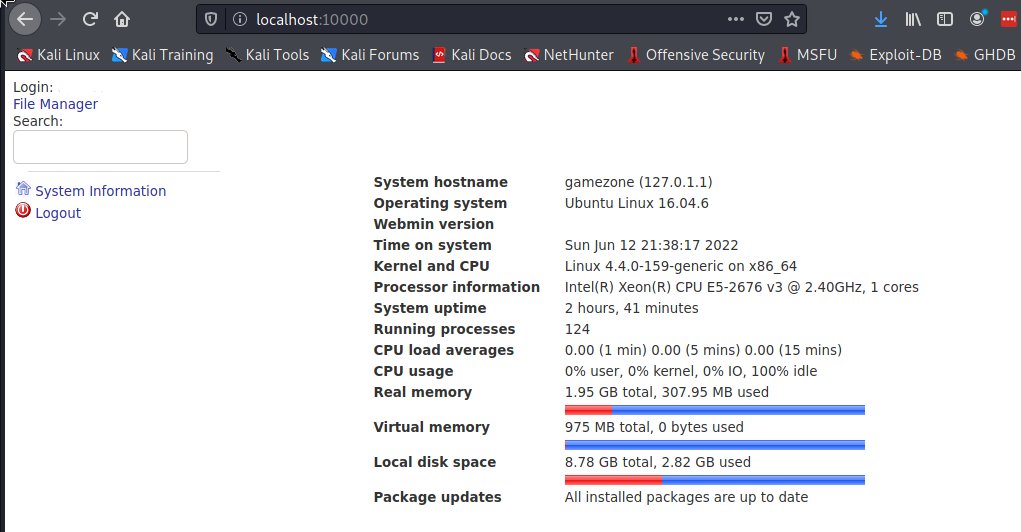 localhost:10000
Kali Linux Kali Training Kali Tools Kali Forums Kali Docs NetHunter Offensive Security MSFU Exploit-DB GHDB
Login:
File Manager
Search:
System Information
Logout
System hostname gamezone (127.0.1.1)
Operating system Ubuntu Linux 16.04.6
Webmin version
Time on system Sun Jun 12 21:38:17 2022
Kernel and CPU Linux 4.4.0-159-generic on x86_64
Processor information Intel(R) Xeon(R) CPU E5-2676 v3 @ 2.40GHz, 1 cores
System uptime 2 hours, 41 minutes
Running processes 124
CPU load averages 0.00 (1 min) 0.00 (5 mins) 0.00 (15 mins)
CPU usage 0% user, 0% kernel, 0% IO, 100% idle
Real memory 1.95 GB total, 307.95 MB used
Virtual memory 975 MB total, 0 bytes used
Local disk space 8.78 GB total, 2.82 GB used
Package updates All installed packages are up to date